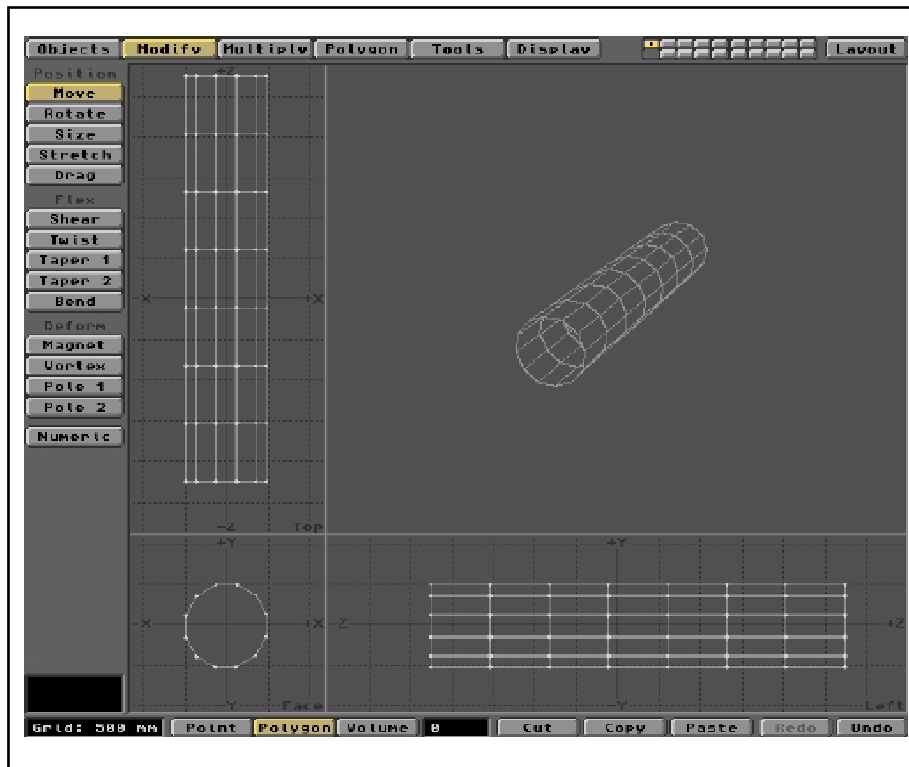 Objects Modify Multiply Polygon Tools Display Layout
Position
Move
Rotate
Size
Stretch
Drag
Flex
Shear
Twist
Taper 1
Taper 2
Bend
Deform
Magnet
Vortex
Pole 1
Pole 2
Numeric
+Z
-X +X
-Z Top
+Y +Y
-X +X -Z +Z
-Y Face -Y Left
Grid: 500 mm Point Polygon Volume 0 Cut Copy Paste Redo Undo